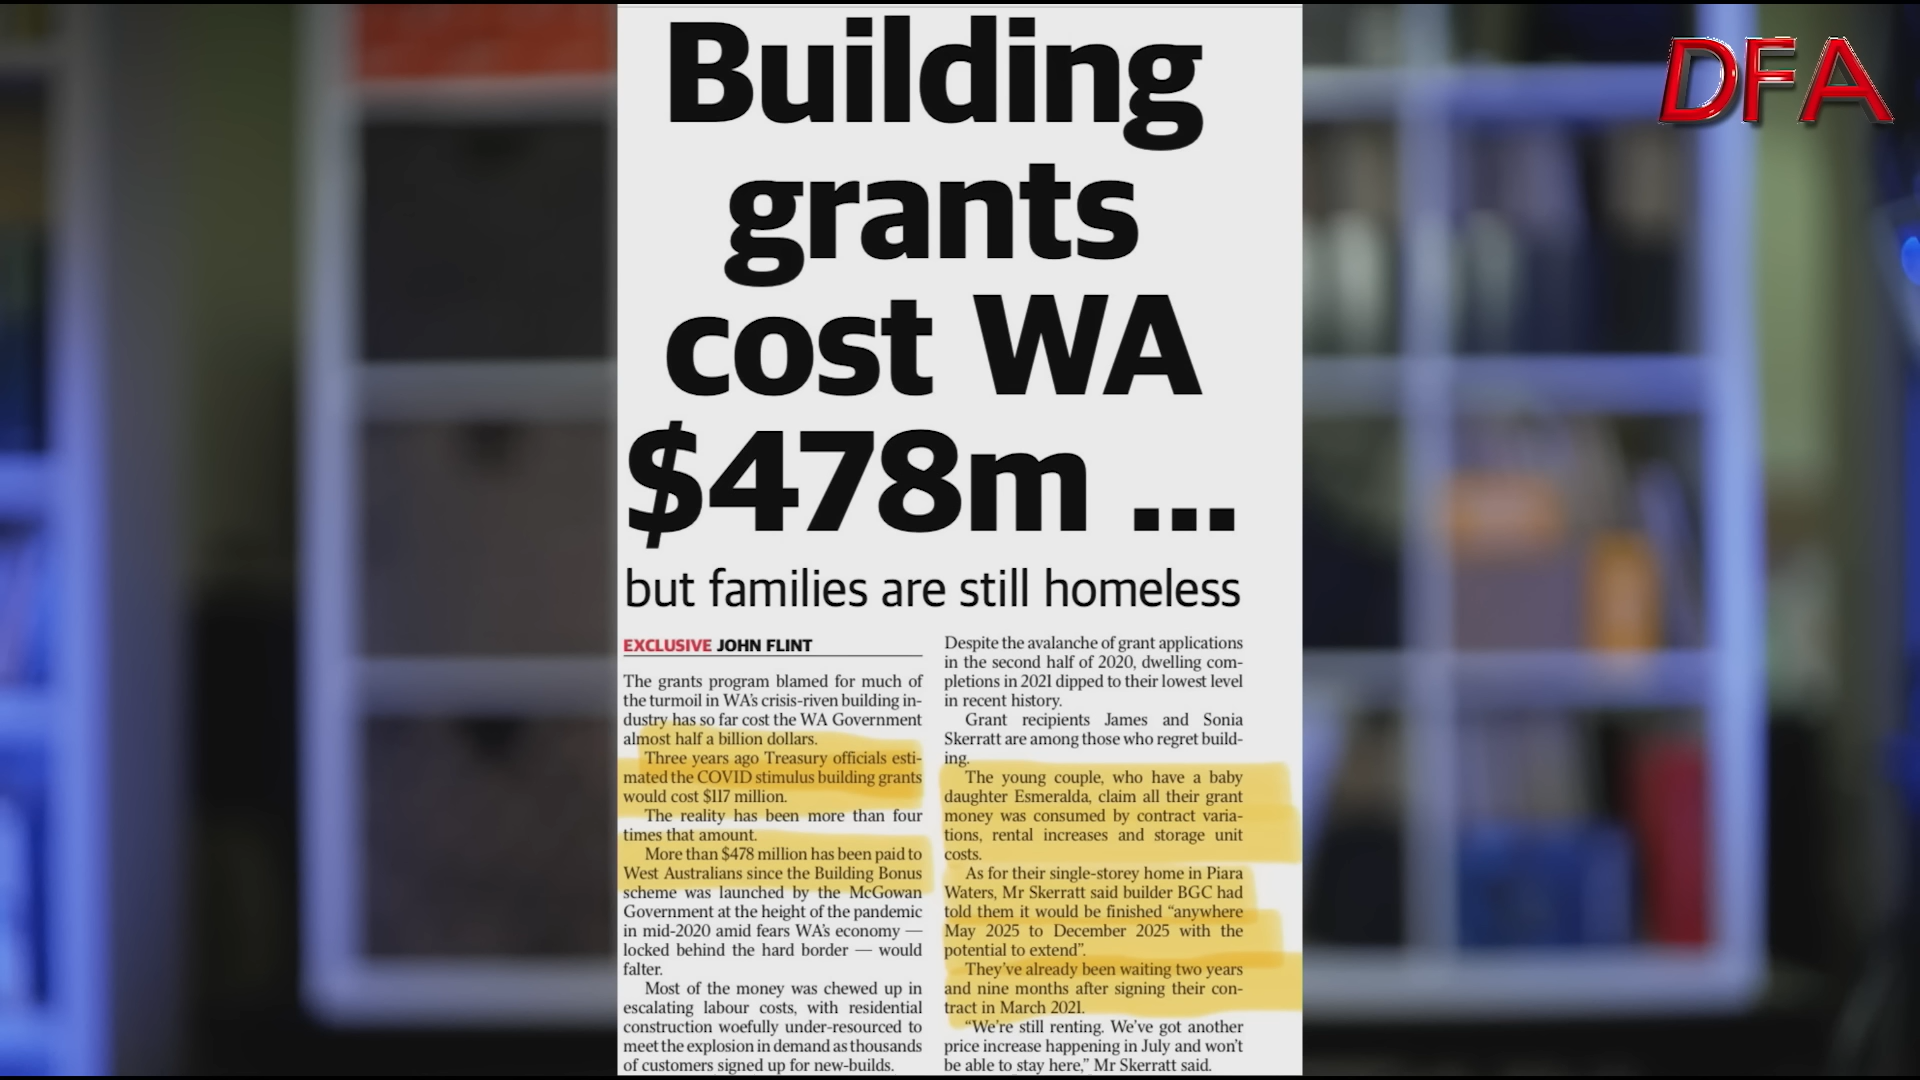 DFA
Building
grants
cost WA
$478m ...
but families are still homeless
EXCLUSIVE JOHN FLINT
The grants program blamed for much of
the turmoil in WA's crisis-riven building in-
dustry has so far cost the WA Government
almost half a billion dollars.
Three years ago Treasury officials esti-
mated the COVID stimulus building grants
would cost $117 million.
The reality has been more than four
times that amount.
More than $478 million has been paid to
West Australians since the Building Bonus
scheme was launched by the McGowan
Government at the height of the pandemic
in mid-2020 amid fears WA's economy —
locked behind the hard border — would
falter.
Most of the money was chewed up in
escalating labour costs, with residential
construction woefully under-resourced to
meet the explosion in demand as thousands
of customers signed up for new-builds.
Despite the avalanche of grant applications
in the second half of 2020, dwelling com-
pletions in 2021 dipped to their lowest level
in recent history.
Grant recipients James and Sonia
Skerratt are among those who regret build-
ing.
The young couple, who have a baby
daughter Esmeralda, claim all their grant
money was consumed by contract varia-
tions, rental increases and storage unit
costs.
As for their single-storey home in Piara
Waters, Mr Skerratt said builder BGC had
told them it would be finished “anywhere
May 2025 to December 2025 with the
potential to extend”.
They've already been waiting two years
and nine months after signing their con-
tract in March 2021.
“We're still renting. We've got another
price increase happening in July and won't
be able to stay here,” Mr Skerratt said.